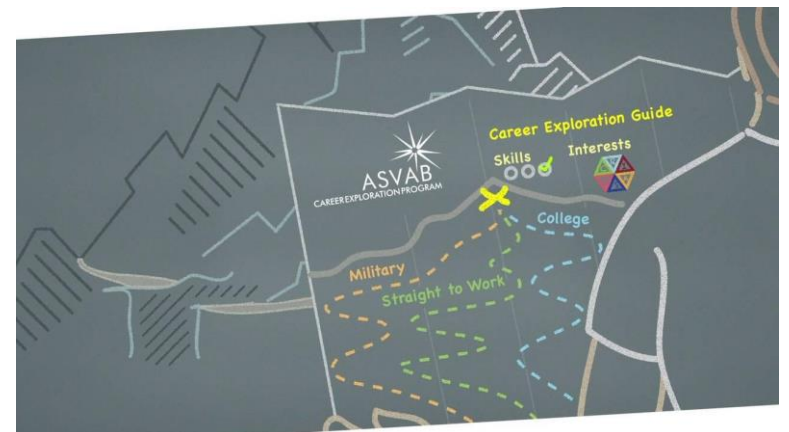 Career Exploration Guide
Skills
Interests
ASVAB
CAREER EXPLORATION PROGRAM
College
Military
Straight to Work